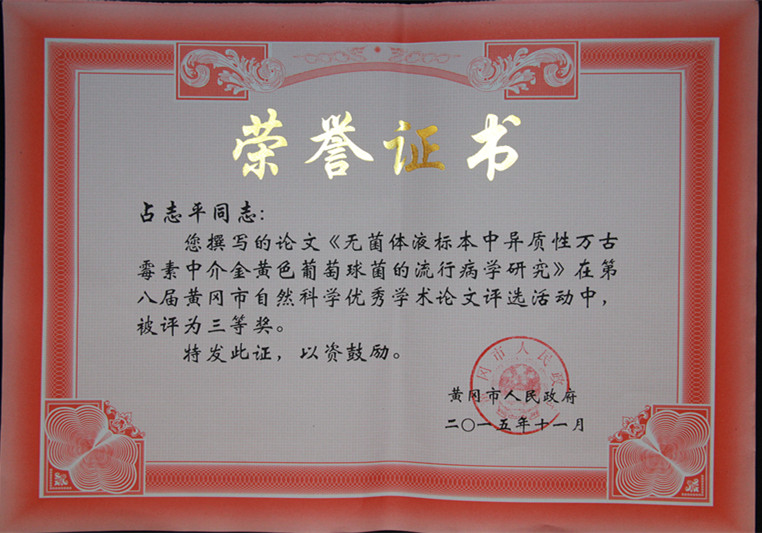 荣誉证书
占志平同志：
您撰写的论文《无菌体液标本中异质性万古
霉素中介金黄色葡萄球菌的流行病学研究》在第
八届黄冈市自然科学优秀学术论文评选活动中，
被评为三等奖。
特发此证，以资鼓励。
冈市人民政
黄冈市人民政府
二〇一五年十一月